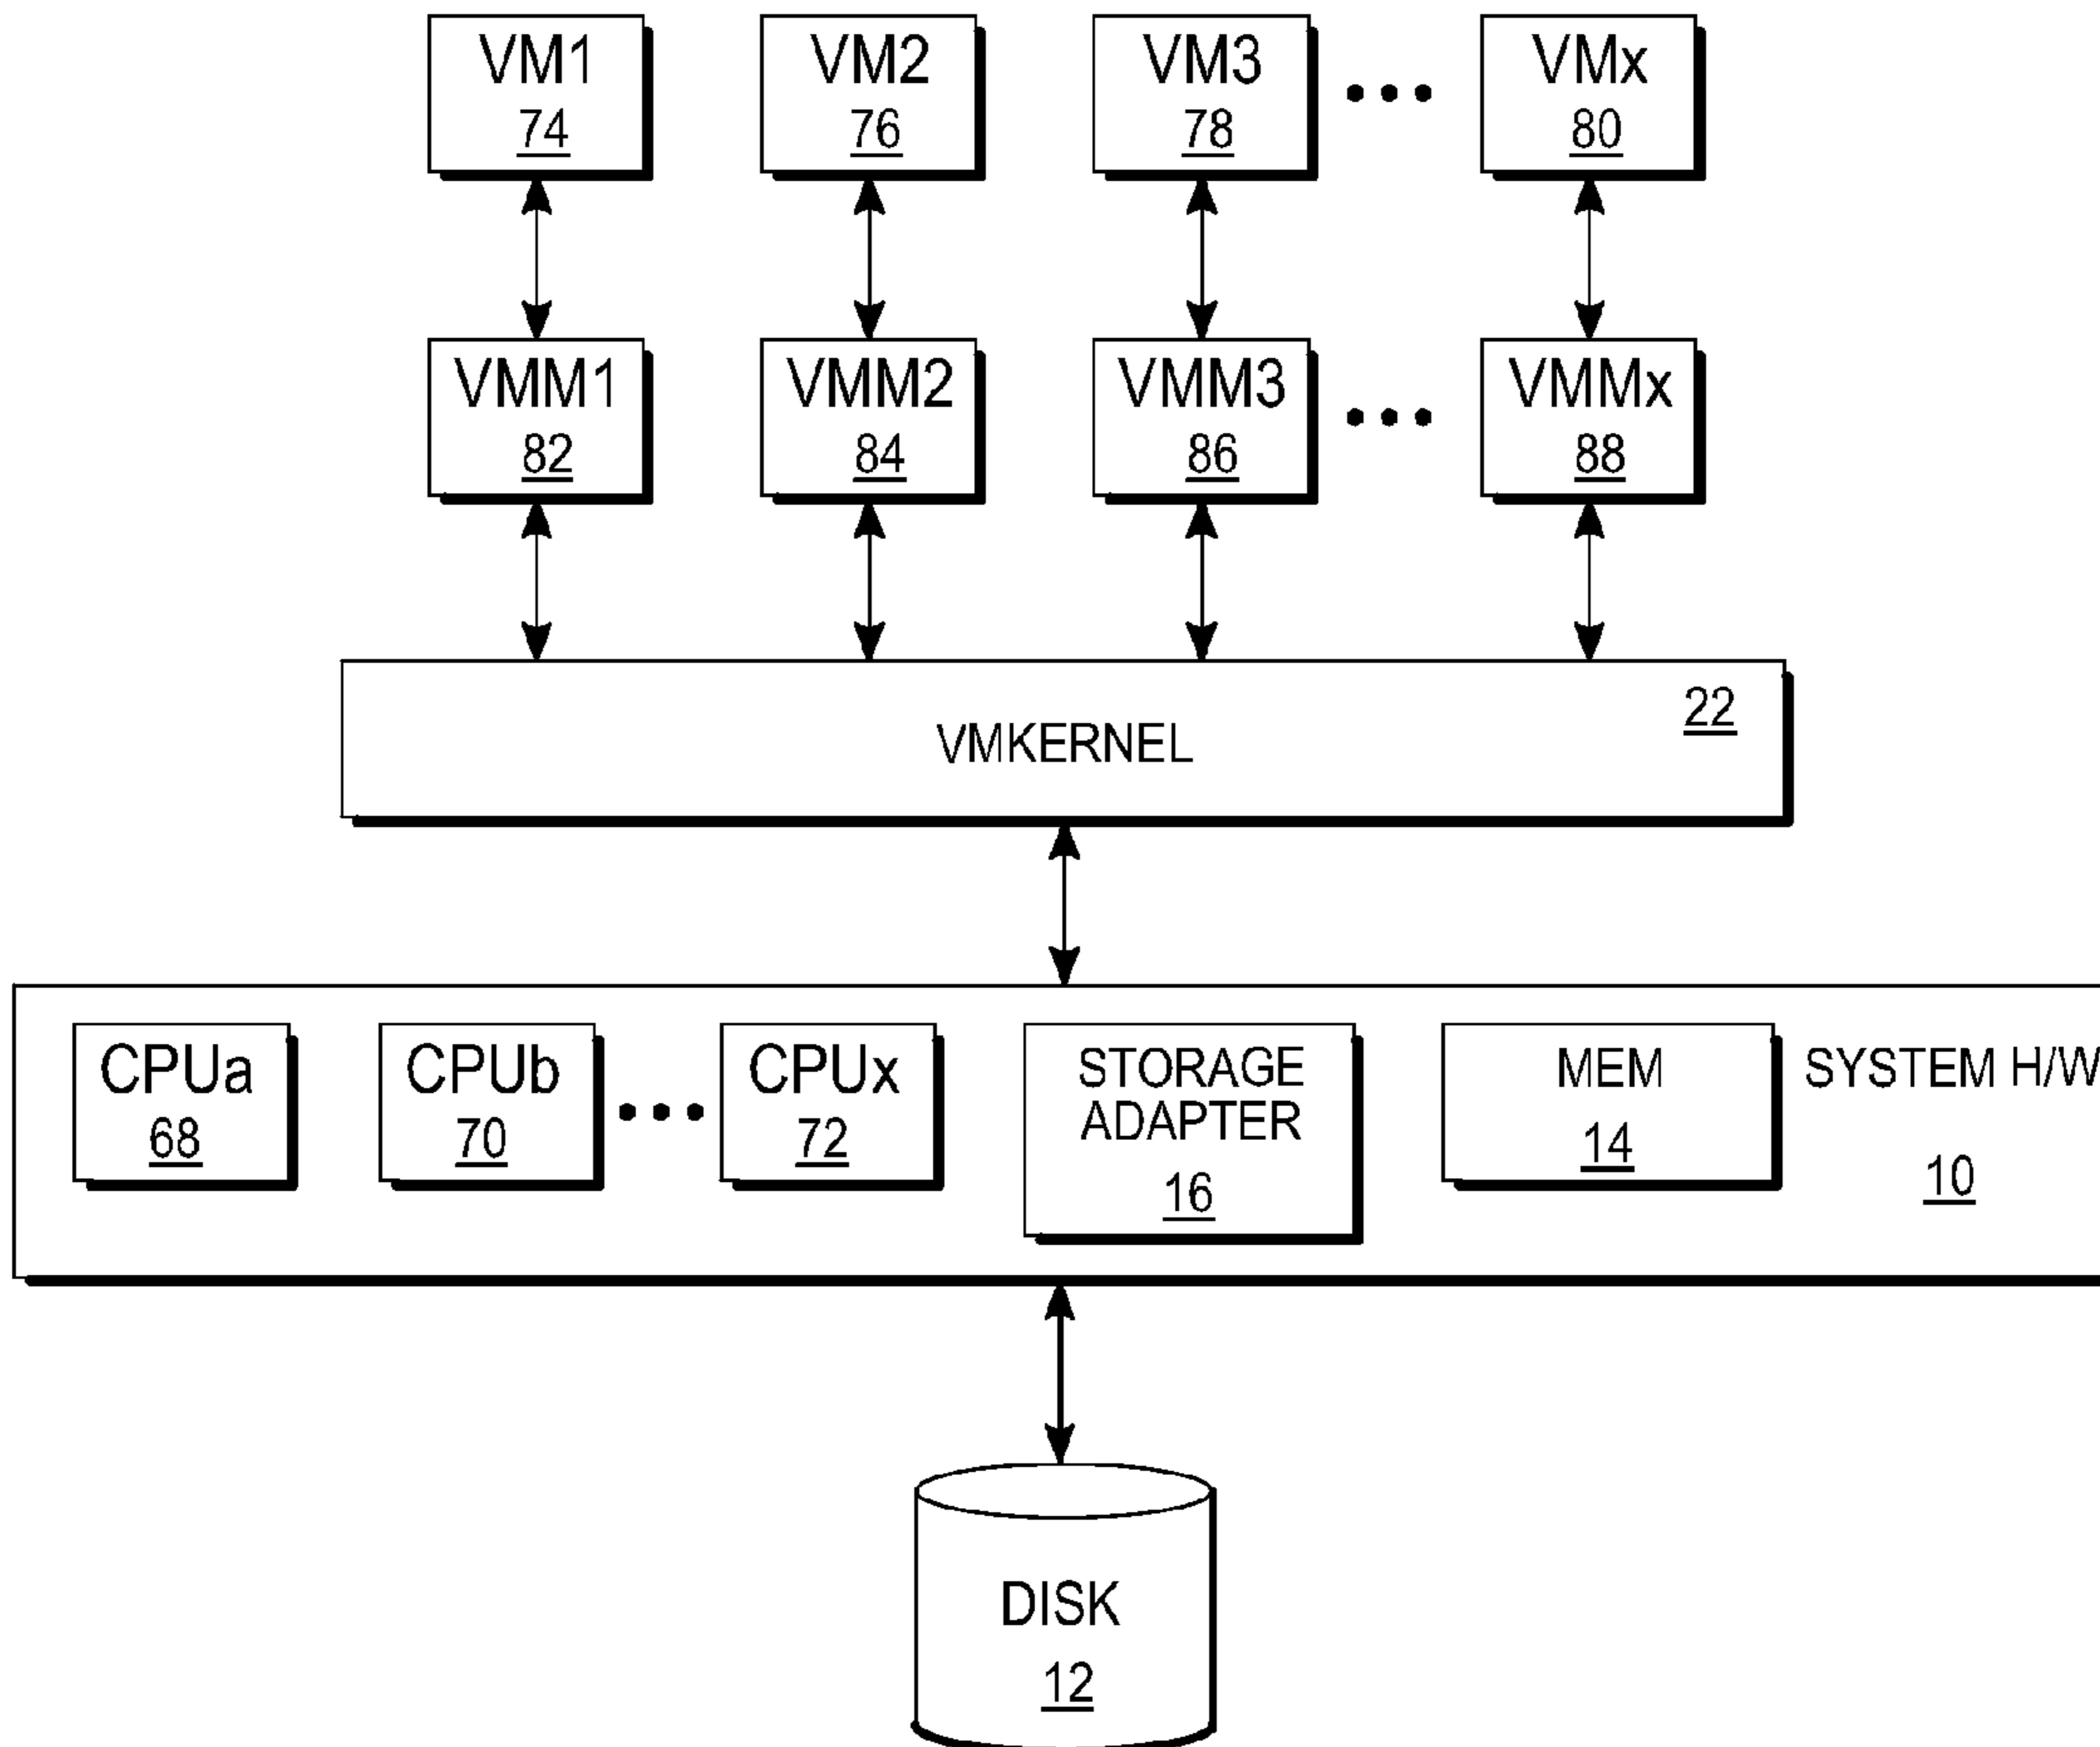 VM1
74
VM2
76
VM3
78
VMx
80
VMM1
82
VMM2
84
VMM3
86
VMMx
88
22
VMKERNEL
CPUa
68
CPUb
70
CPUx
72
STORAGE
ADAPTER
16
MEM
14
SYSTEM H/W
10
DISK
12